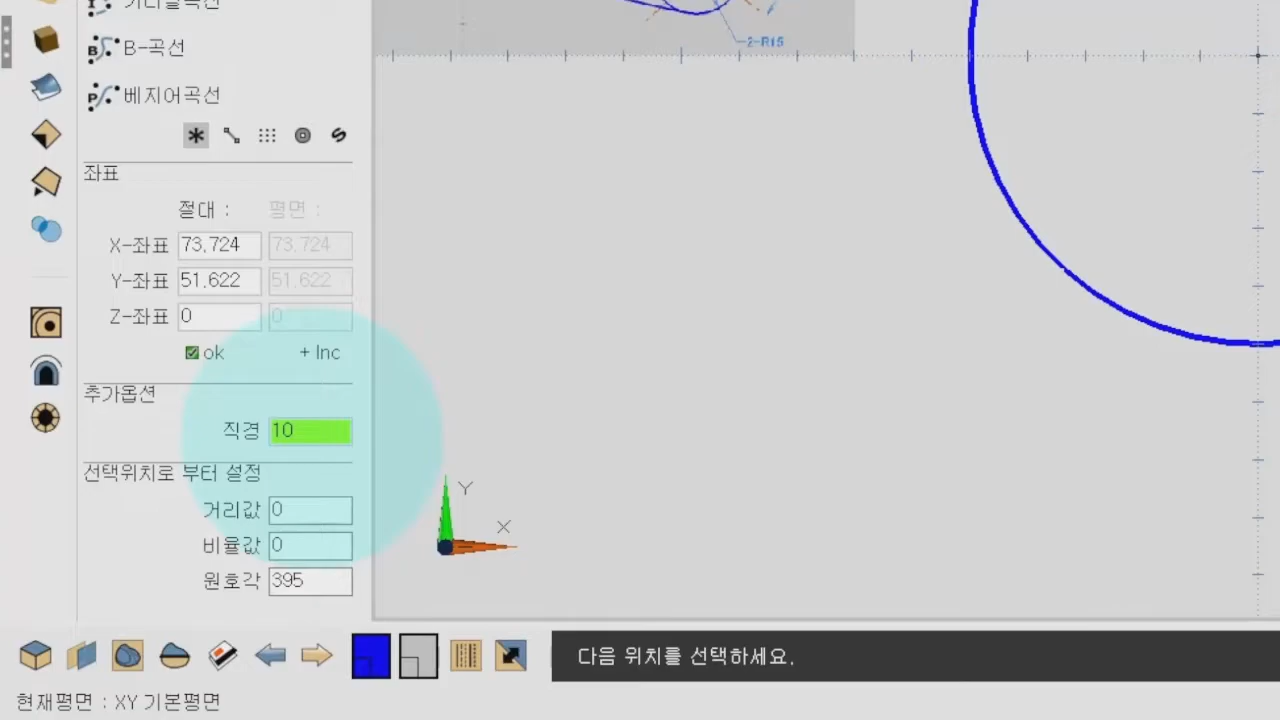 B-곡선
2-R15
베지어곡선
좌표
절대 : 평면 :
X-좌표 73.724 73.724
Y-좌표 51.622 51.622
Z-좌표 0 0
ok + Inc
추가옵션
직경 10
선택위치로 부터 설정
거리값 0
비율값 0
원호각 395
Y
X
다음 위치를 선택하세요.
현재평면 : XY 기본평면